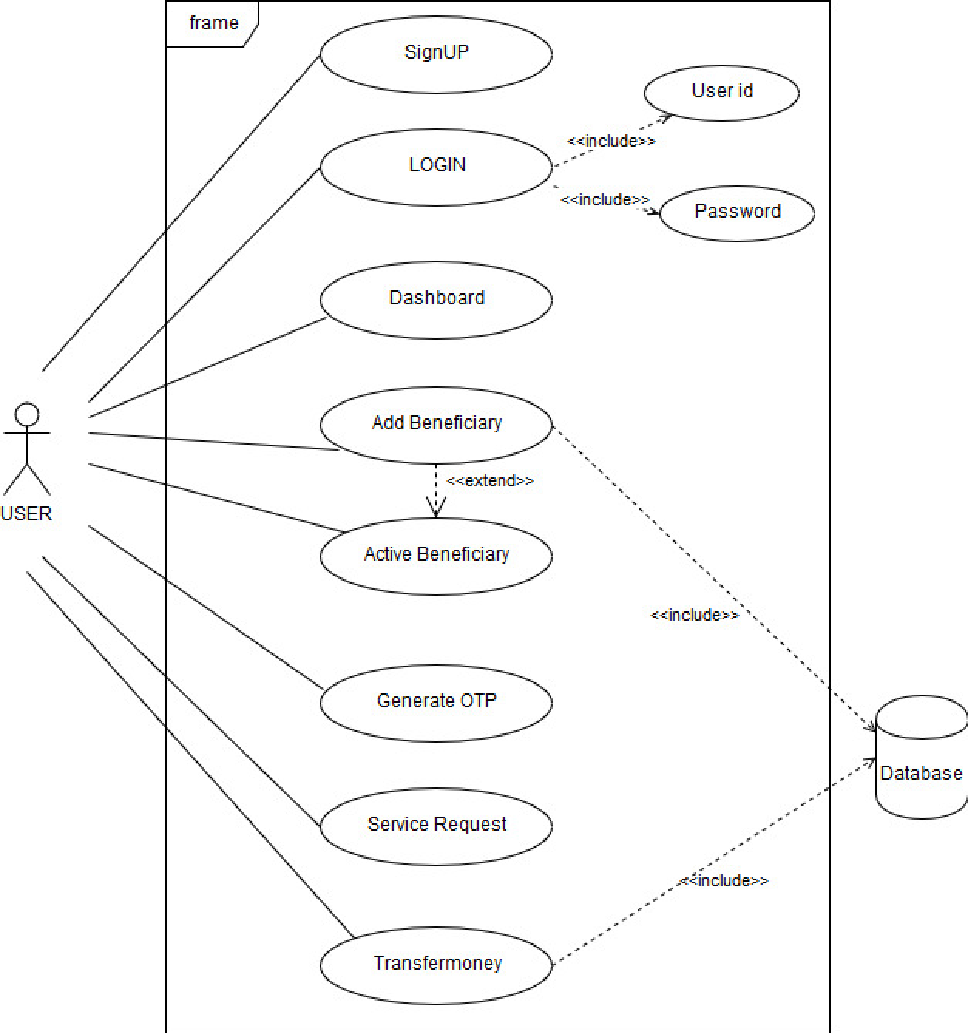 frame
SignUP
User id
<<include>>
LOGIN
<<include>>
Password
Dashboard
Add Beneficiary
<<extend>>
USER
Active Beneficiary
<<include>>
Generate OTP
Database
Service Request
<<include>>
Transfermoney